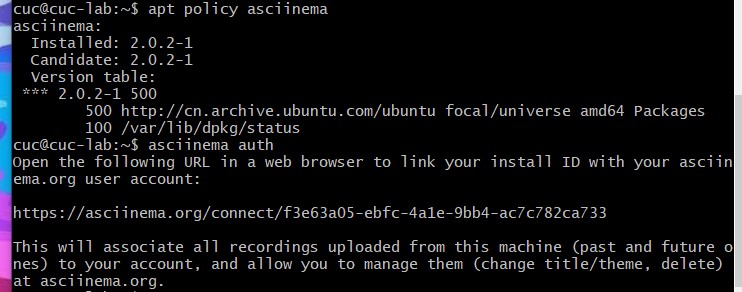 cuc@cuc-lab:~$ apt policy asciinema
asciinema:
  Installed: 2.0.2-1
  Candidate: 2.0.2-1
  Version table:
 *** 2.0.2-1 500
        500 http://cn.archive.ubuntu.com/ubuntu focal/universe amd64 Packages
        100 /var/lib/dpkg/status
cuc@cuc-lab:~$ asciinema auth
Open the following URL in a web browser to link your install ID with your asciin
ema.org user account:

https://asciinema.org/connect/f3e63a05-ebfc-4a1e-9bb4-ac7c782ca733

This will associate all recordings uploaded from this machine (past and future o
nes) to your account, and allow you to manage them (change title/theme, delete)
at asciinema.org.